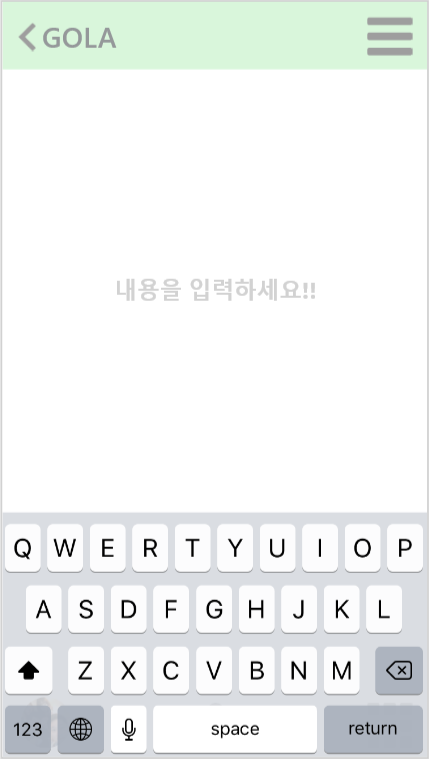 GOLA
내용을 입력하세요!!
Q W E R T Y U I O P
A S D F G H J K L
Z X C V B N M
123 space return